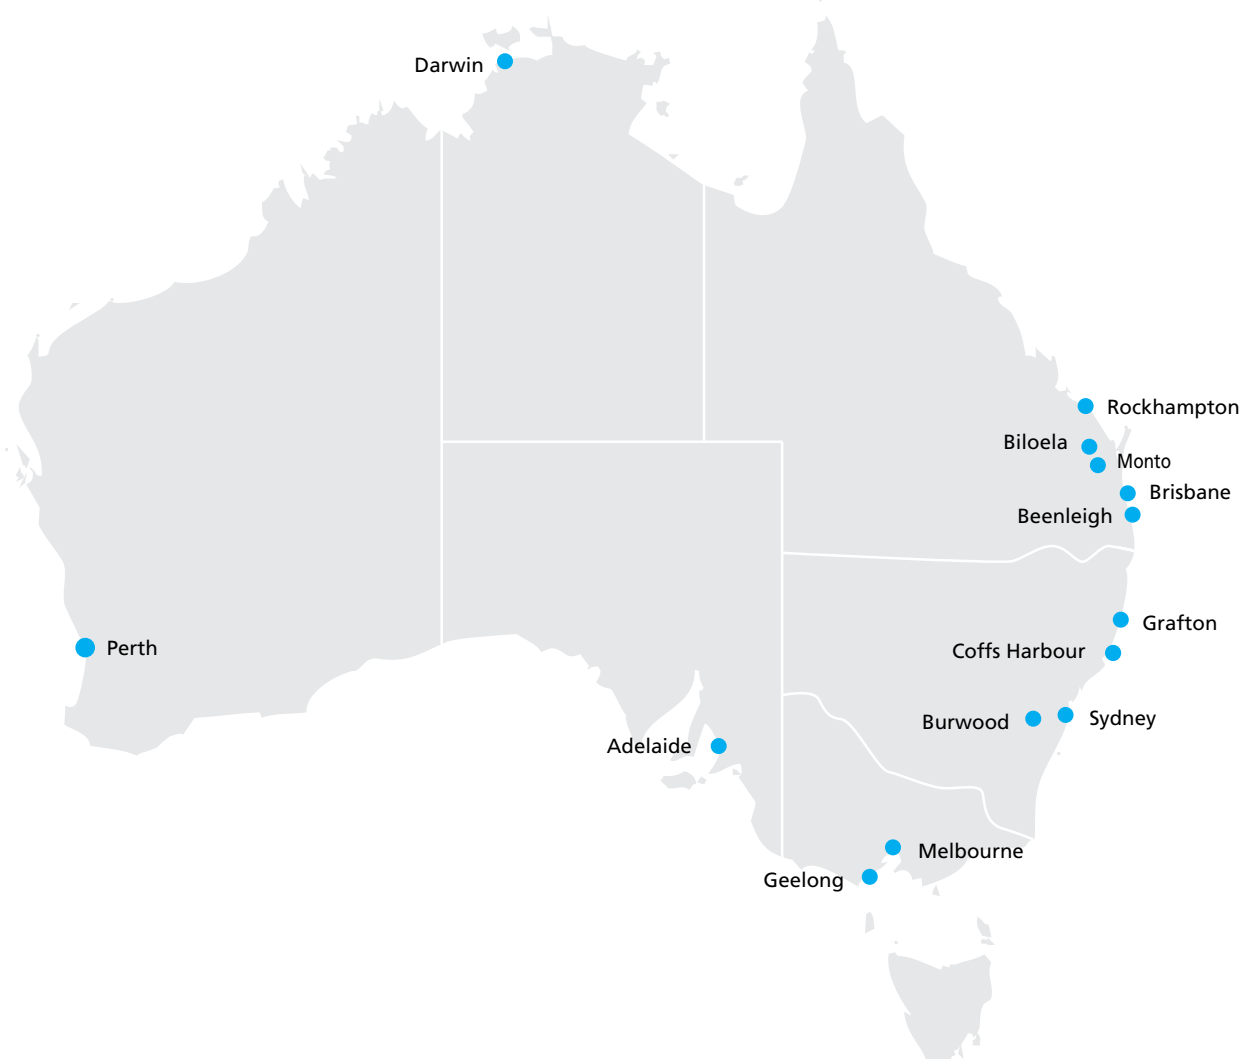 Darwin
Rockhampton
Biloela
Monto
Brisbane
Beenleigh
Grafton
Perth
Coffs Harbour
Burwood
Sydney
Adelaide
Melbourne
Geelong